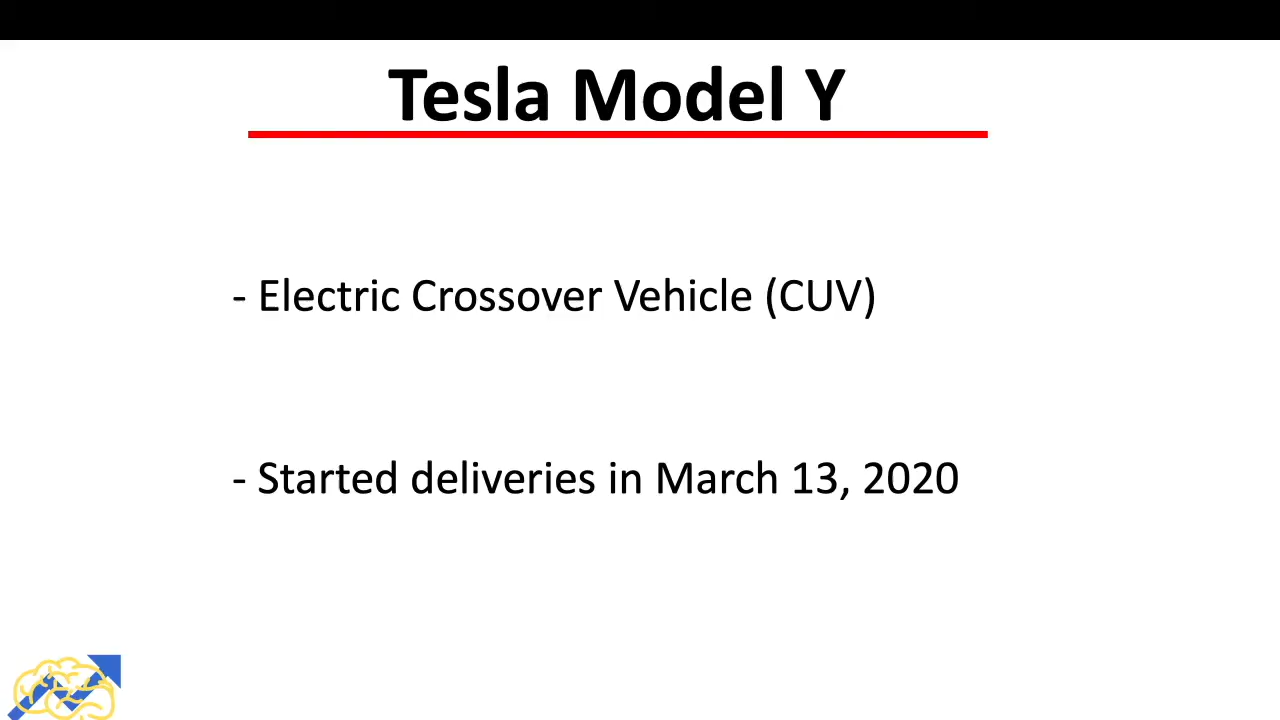 Tesla Model Y
- Electric Crossover Vehicle (CUV)
- Started deliveries in March 13, 2020